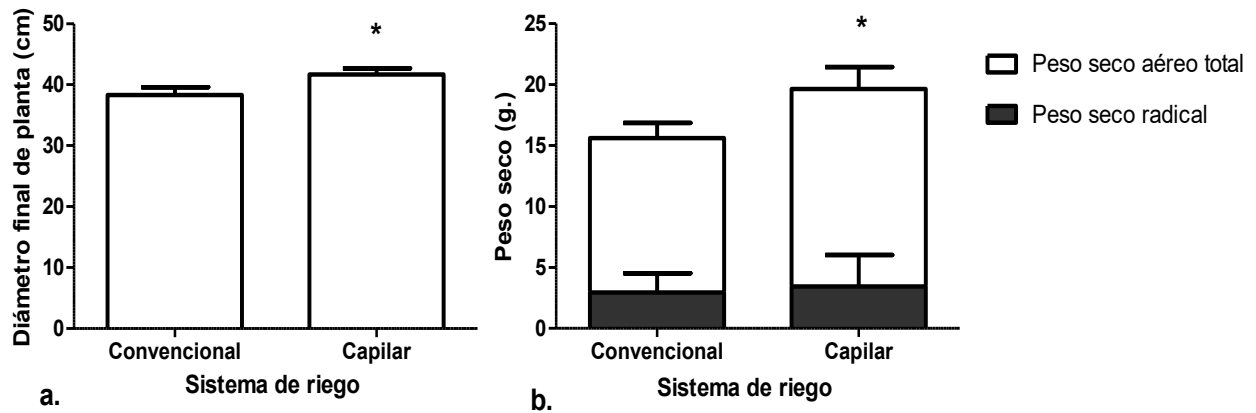 Diámetro final de planta (cm)
50
40
30
20
10
0
*
Convencional
Capilar
Sistema de riego
a.
Peso seco (g.)
25
20
15
10
5
0
*
Convencional
Capilar
Sistema de riego
b.
Peso seco aéreo total
Peso seco radical